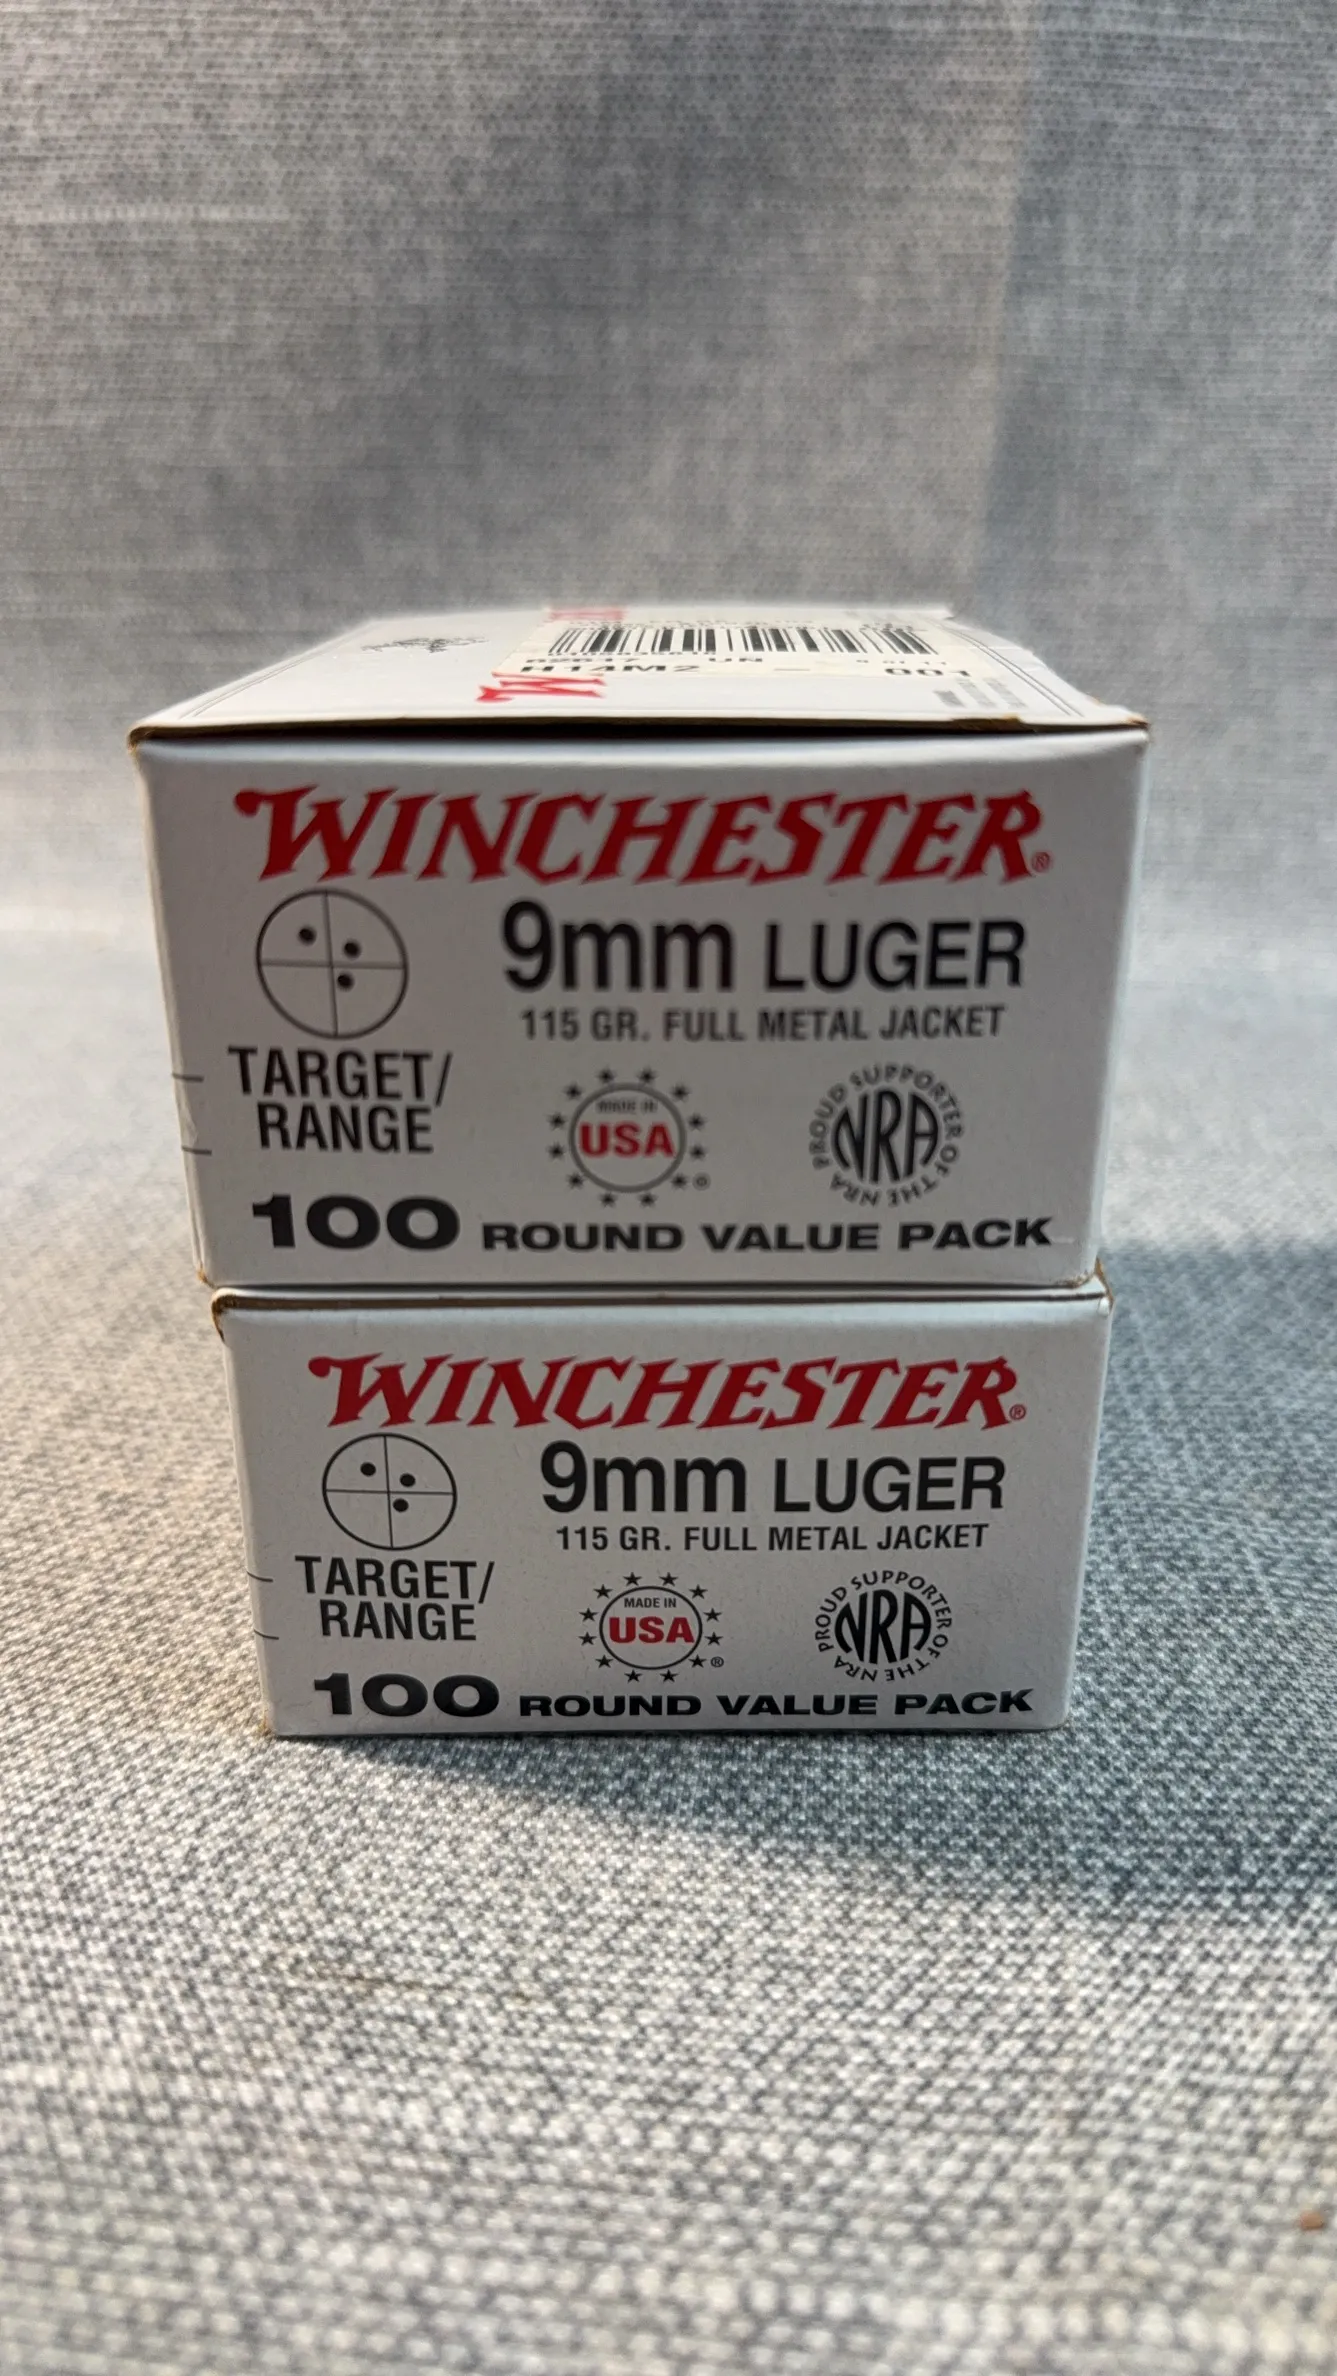 H14M2
001
WINCHESTER®
9mm LUGER
115 GR. FULL METAL JACKET
TARGET/
RANGE
MADE IN
USA
®
PROUD SUPPORTER OF THE NRA
NRA
100 ROUND VALUE PACK
WINCHESTER®
9mm LUGER
115 GR. FULL METAL JACKET
TARGET/
RANGE
MADE IN
USA
®
PROUD SUPPORTER OF THE NRA
NRA
100 ROUND VALUE PACK